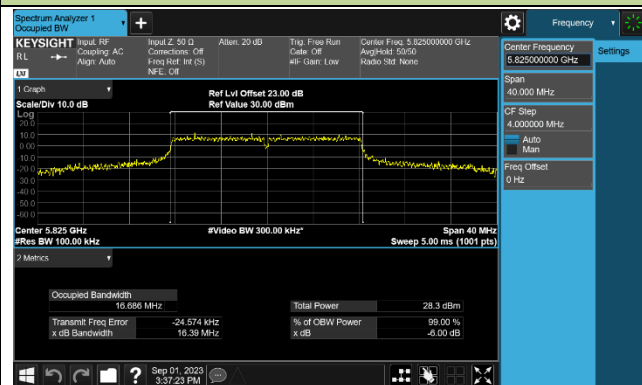 Spectrum Analyzer 1
Occupied BW
Frequency
KEYSIGHT
RL
LXI
Input: RF
Coupling: AC
Align: Auto
Input Z: 50 Ω
Corrections: Off
Freq Ref: Int (S)
NFE: Off
Atten: 20 dB
Trig: Free Run
Gate: Off
#IF Gain: Low
Center Freq: 5.825000000 GHz
Avg|Hold: 50/50
Radio Std: None
Center Frequency
5.825000000 GHz
Settings
Span
40.000 MHz
CF Step
4.000000 MHz
Auto
Man
Freq Offset
0 Hz
1 Graph
Scale/Div 10.0 dB
Ref Lvl Offset 23.00 dB
Ref Value 30.00 dBm
Log
20.0
10.0
0.00
-10.0
-20.0
-30.0
-40.0
-50.0
-60.0
Center 5.825 GHz
#Res BW 100.00 kHz
#Video BW 300.00 kHz*
Span 40 MHz
Sweep 5.00 ms (1001 pts)
2 Metrics
Occupied Bandwidth
16.686 MHz
Total Power 28.3 dBm
Transmit Freq Error -24.574 kHz
% of OBW Power 99.00 %
x dB Bandwidth 16.39 MHz
x dB -6.00 dB
Sep 01, 2023
3:37:23 PM